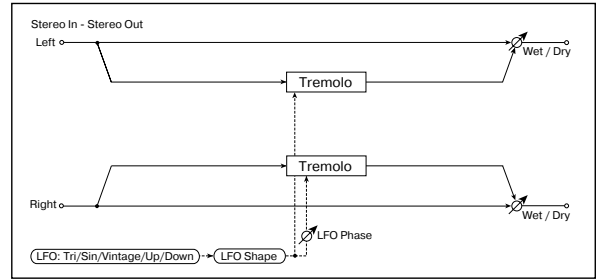 Stereo In - Stereo Out
Left
Wet / Dry
Tremolo
Tremolo
Right
Wet / Dry
LFO Phase
LFO: Tri/Sin/Vintage/Up/Down
LFO Shape